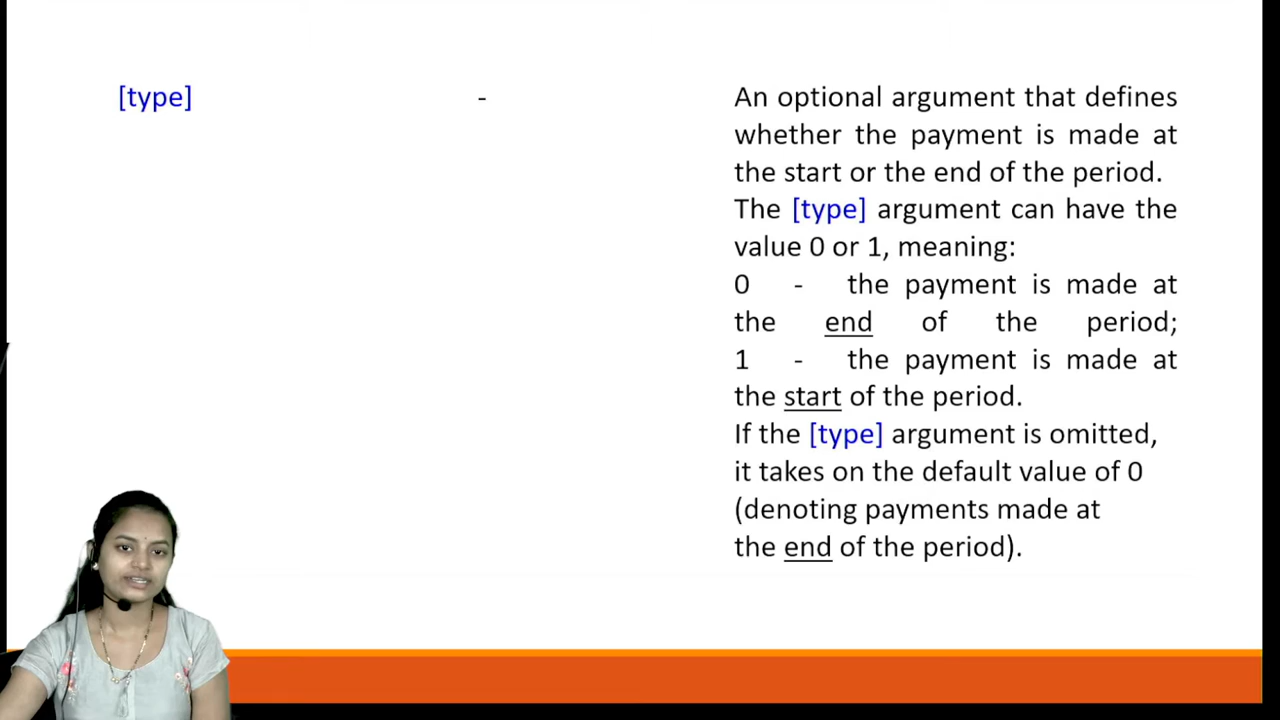 [type] - An optional argument that defines
whether the payment is made at
the start or the end of the period.
The [type] argument can have the
value 0 or 1, meaning:
0 - the payment is made at
the end of the period;
1 - the payment is made at
the start of the period.
If the [type] argument is omitted,
it takes on the default value of 0
(denoting payments made at
the end of the period).